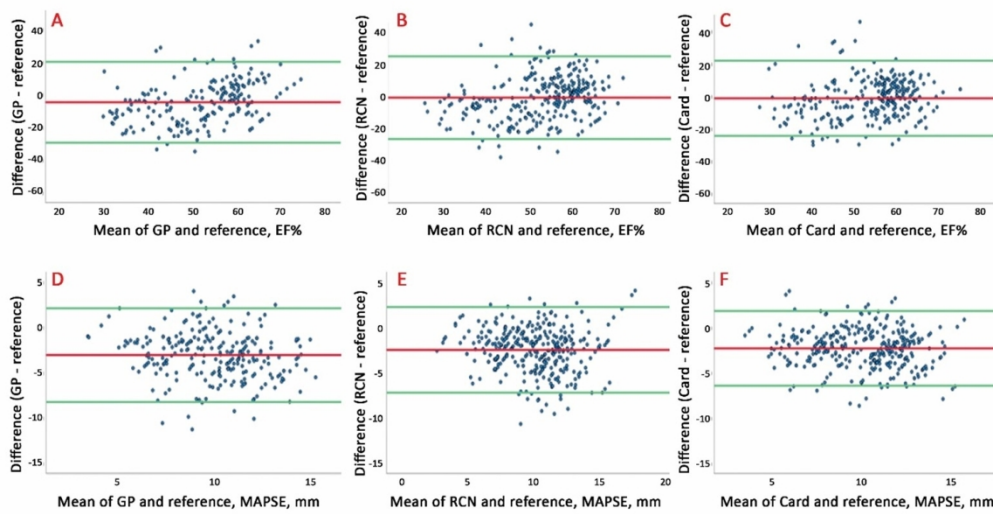 A
Difference (GP - reference)
40
20
0
-20
-40
-60
20 30 40 50 60 70 80
Mean of GP and reference, EF%
B
Difference (RCN - reference)
40
20
0
-20
-40
-60
20 30 40 50 60 70 80
Mean of RCN and reference, EF%
C
Difference (Card - reference)
40
20
0
-20
-40
-60
20 30 40 50 60 70 80
Mean of Card and reference, EF%
D
Difference (GP - reference)
5
0
-5
-10
-15
5 10 15
Mean of GP and reference, MAPSE, mm
E
Difference (RCN - reference)
5
0
-5
-10
-15
0 5 10 15 20
Mean of RCN and reference, MAPSE, mm
F
Difference (Card - reference)
5
0
-5
-10
-15
5 10 15
Mean of Card and reference, MAPSE, mm